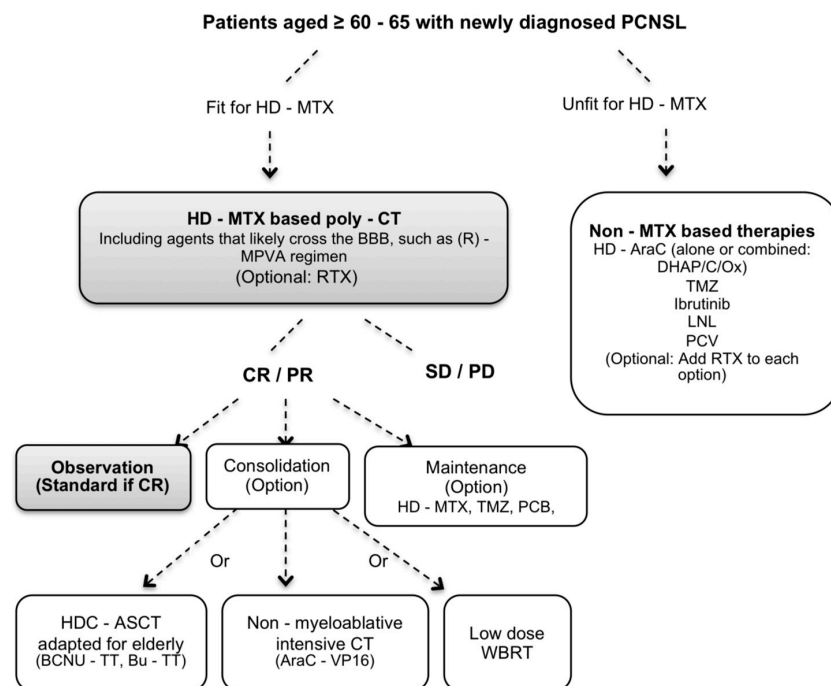 Patients aged ≥ 60 - 65 with newly diagnosed PCNSL
Fit for HD - MTX
Unfit for HD - MTX
HD - MTX based poly - CT
Including agents that likely cross the BBB, such as (R) -
MPVA regimen
(Optional: RTX)
Non - MTX based therapies
HD - AraC (alone or combined:
DHAP/C/Ox)
TMZ
Ibrutinib
LNL
PCV
(Optional: Add RTX to each
option)
CR / PR
SD / PD
Observation
(Standard if CR)
Consolidation
(Option)
Maintenance
(Option)
HD - MTX, TMZ, PCB,
Or
Or
HDC - ASCT
adapted for elderly
(BCNU - TT, Bu - TT)
Non - myeloablative
intensive CT
(AraC - VP16)
Low dose
WBRT